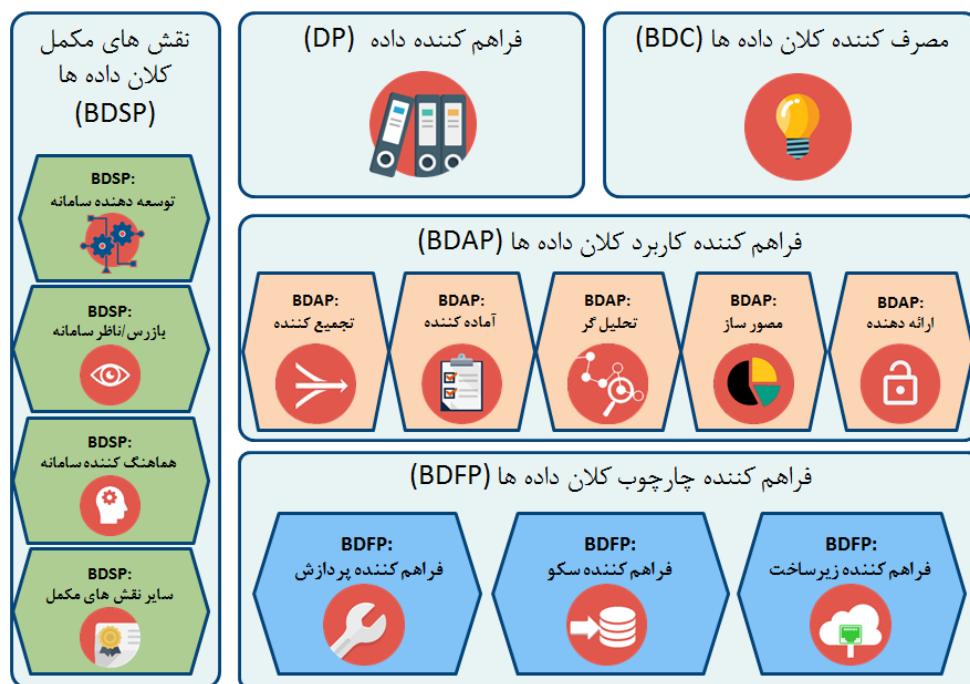 مصرف کننده کلان داده ها (BDC)
فراهم کننده داده (DP)
نقش های مکمل
کلان داده ها
(BDSP)
فراهم کننده کاربرد کلان داده ها (BDAP)
BDAP:
ارائه دهنده
BDAP:
مصور ساز
BDAP:
تحلیل گر
BDAP:
آماده کننده
BDAP:
تجمیع کننده
فراهم کننده چارچوب کلان داده ها (BDFP)
BDFP:
فراهم کننده زیرساخت
BDFP:
فراهم کننده سکو
BDFP:
فراهم کننده پردازش
BDSP:
توسعه دهنده سامانه
BDSP:
بازرس/ناظر سامانه
BDSP:
هماهنگ کننده سامانه
BDSP:
سایر نقش های مکمل